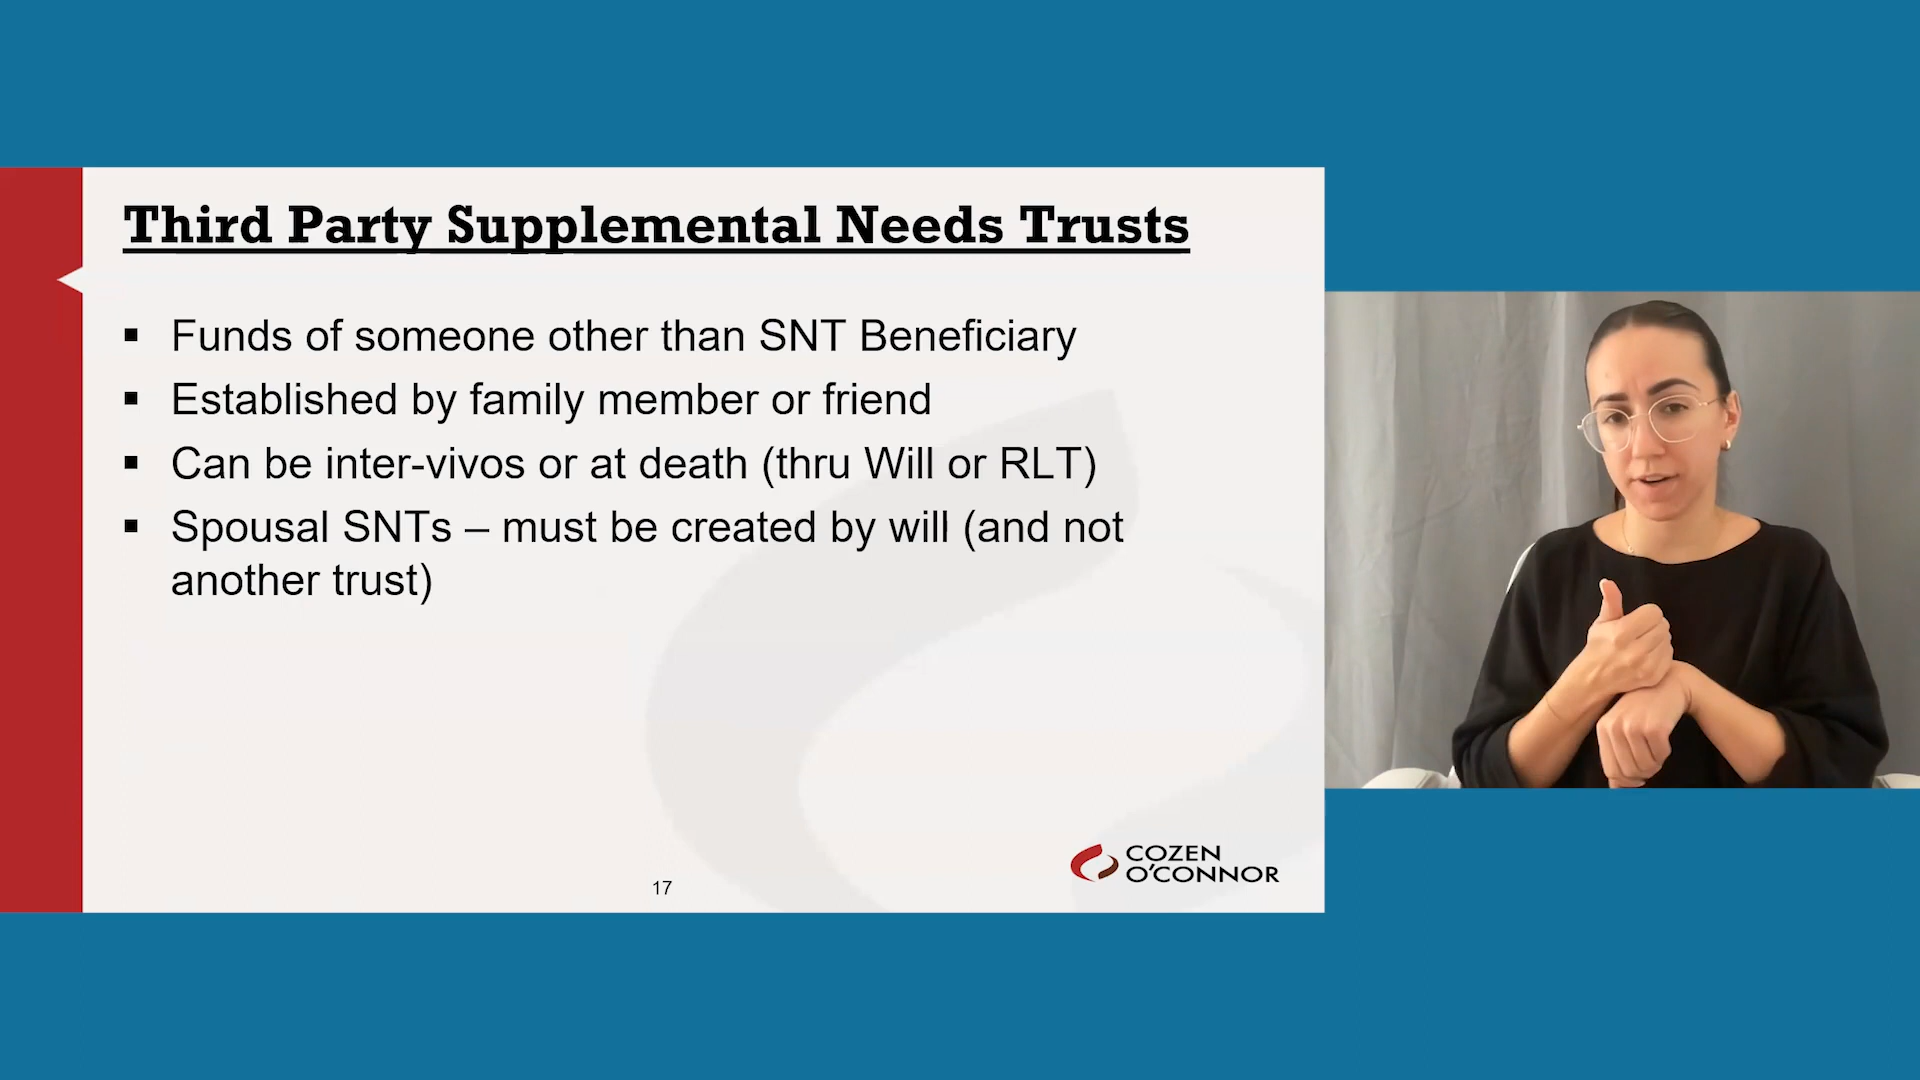 Third Party Supplemental Needs Trusts
▪ Funds of someone other than SNT Beneficiary
▪ Established by family member or friend
▪ Can be inter-vivos or at death (thru Will or RLT)
▪ Spousal SNTs – must be created by will (and not
another trust)
17
COZEN
O'CONNOR